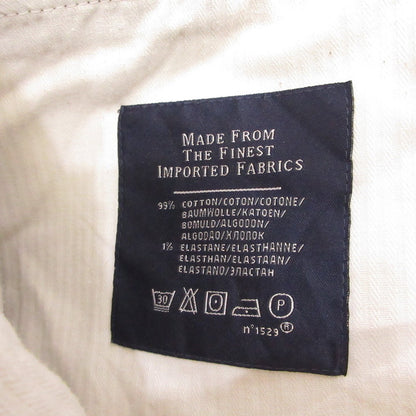 MADE FROM
THE FINEST
IMPORTED FABRICS
99% COTTON/COTON/COTONE/
BAUMWOLLE/KATOEN/
BOMULD/ALGODON/
ALGODAO/ХЛОПОК
1% ELASTANE/ELASTHANNE/
ELASTHAN/ELASTAAN/
ELASTANO/ЭЛАСТАН
30 P
n°1529®